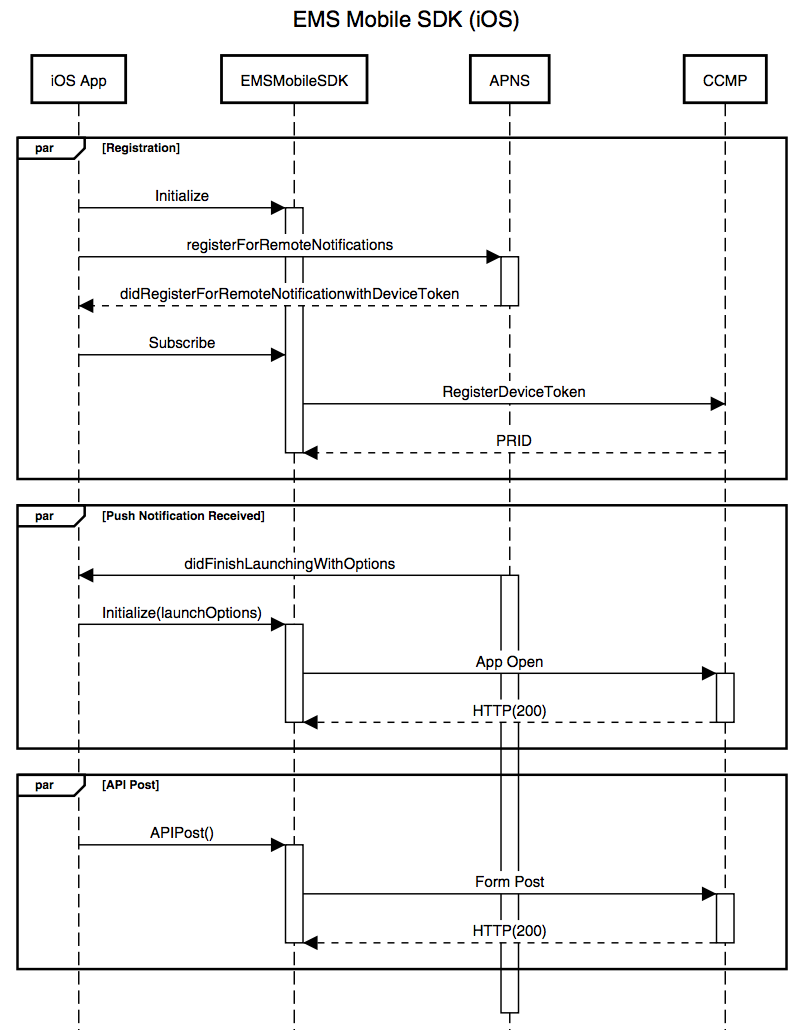 EMS Mobile SDK (iOS)
iOS App
EMSMobileSDK
APNS
CCMP
par
[Registration]
Initialize
registerForRemoteNotifications
didRegisterForRemoteNotificationwithDeviceToken
Subscribe
RegisterDeviceToken
PRID
par
[Push Notification Received]
didFinishLaunchingWithOptions
Initialize(launchOptions)
App Open
HTTP(200)
par
[API Post]
APIPost()
Form Post
HTTP(200)